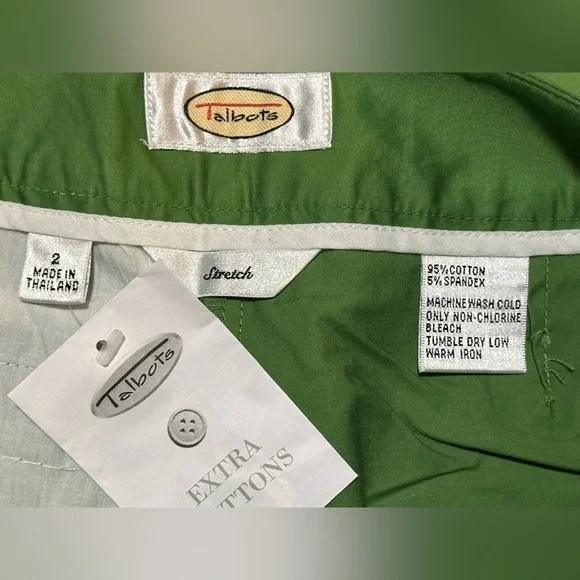 Talbots
2
MADE IN
THAILAND
Stretch
95% COTTON
5% SPANDEX
MACHINE WASH COLD
ONLY NON-CHLORINE
BLEACH
TUMBLE DRY LOW
WARM IRON
Talbots
EXTRA
TTONS